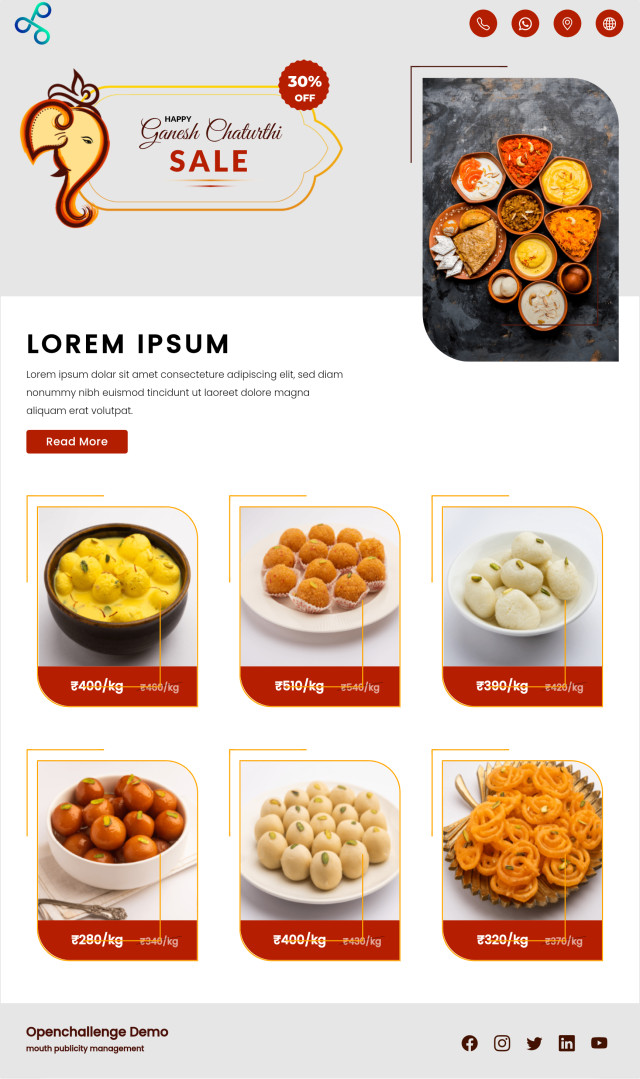 30%
OFF
HAPPY
Ganesh Chaturthi
SALE
LOREM IPSUM
Lorem ipsum dolar sit amet consecteture adipiscing elit, sed diam
nonummy nibh euismod tincidunt ut laoreet dolore magna
aliquam erat volutpat.
Read More
₹400/kg ₹460/kg
₹510/kg ₹540/kg
₹390/kg ₹420/kg
₹280/kg ₹340/kg
₹400/kg ₹430/kg
₹320/kg ₹370/kg
Openchallenge Demo
mouth publicity management